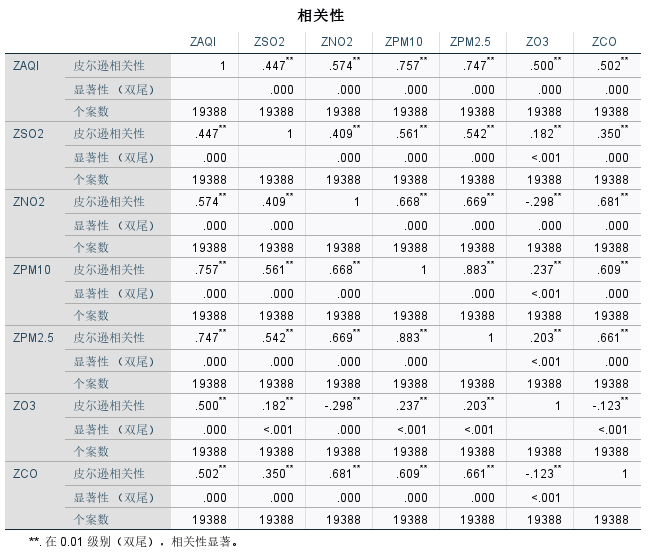 相关性
ZAQI ZSO2 ZNO2 ZPM10 ZPM2.5 ZO3 ZCO
ZAQI 皮尔逊相关性 1 .447** .574** .757** .747** .500** .502**
显著性（双尾） .000 .000 .000 .000 .000 .000
个案数 19388 19388 19388 19388 19388 19388 19388
ZSO2 皮尔逊相关性 .447** 1 .409** .561** .542** .182** .350**
显著性（双尾） .000 .000 .000 .000 <.001 .000
个案数 19388 19388 19388 19388 19388 19388 19388
ZNO2 皮尔逊相关性 .574** .409** 1 .668** .669** -.298** .681**
显著性（双尾） .000 .000 .000 .000 .000 .000
个案数 19388 19388 19388 19388 19388 19388 19388
ZPM10 皮尔逊相关性 .757** .561** .668** 1 .883** .237** .609**
显著性（双尾） .000 .000 .000 .000 <.001 .000
个案数 19388 19388 19388 19388 19388 19388 19388
ZPM2.5 皮尔逊相关性 .747** .542** .669** .883** 1 .203** .661**
显著性（双尾） .000 .000 .000 .000 <.001 .000
个案数 19388 19388 19388 19388 19388 19388 19388
ZO3 皮尔逊相关性 .500** .182** -.298** .237** .203** 1 -.123**
显著性（双尾） .000 <.001 .000 <.001 <.001 <.001
个案数 19388 19388 19388 19388 19388 19388 19388
ZCO 皮尔逊相关性 .502** .350** .681** .609** .661** -.123** 1
显著性（双尾） .000 .000 .000 .000 .000 <.001
个案数 19388 19388 19388 19388 19388 19388 19388
**. 在 0.01 级别（双尾），相关性显著。